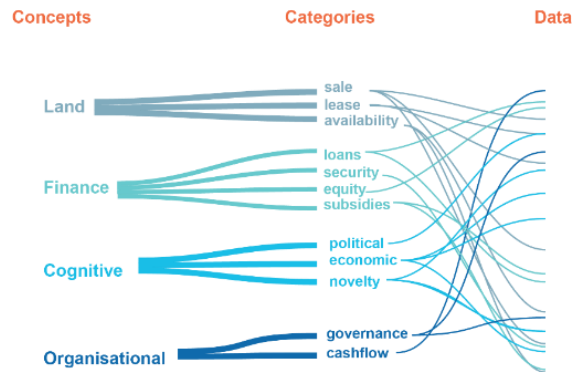 Concepts Categories Data
Land
sale
lease
availability
Finance
loans
security
equity
subsidies
Cognitive
political
economic
novelty
Organisational
governance
cashflow